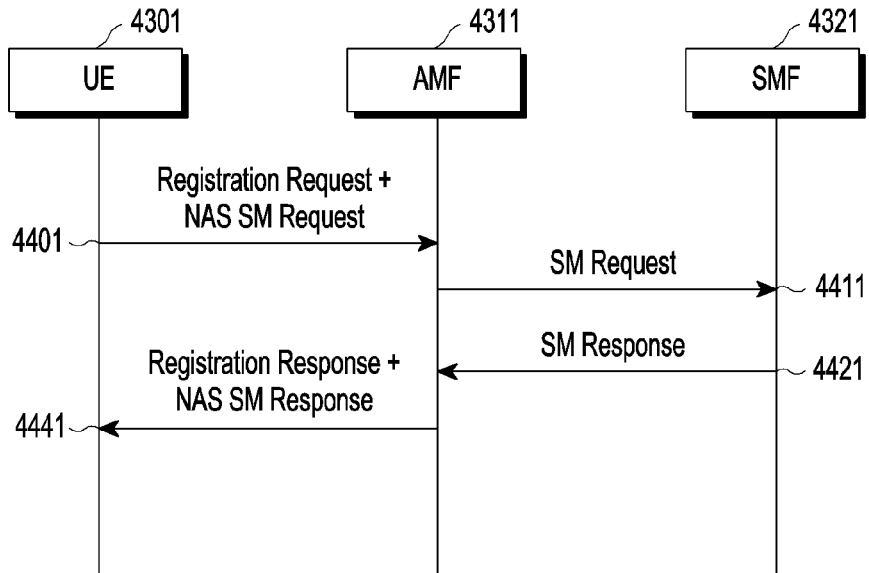 4301
4311
4321
UE
AMF
SMF
Registration Request +
NAS SM Request
4401
SM Request
4411
SM Response
4421
Registration Response +
NAS SM Response
4441